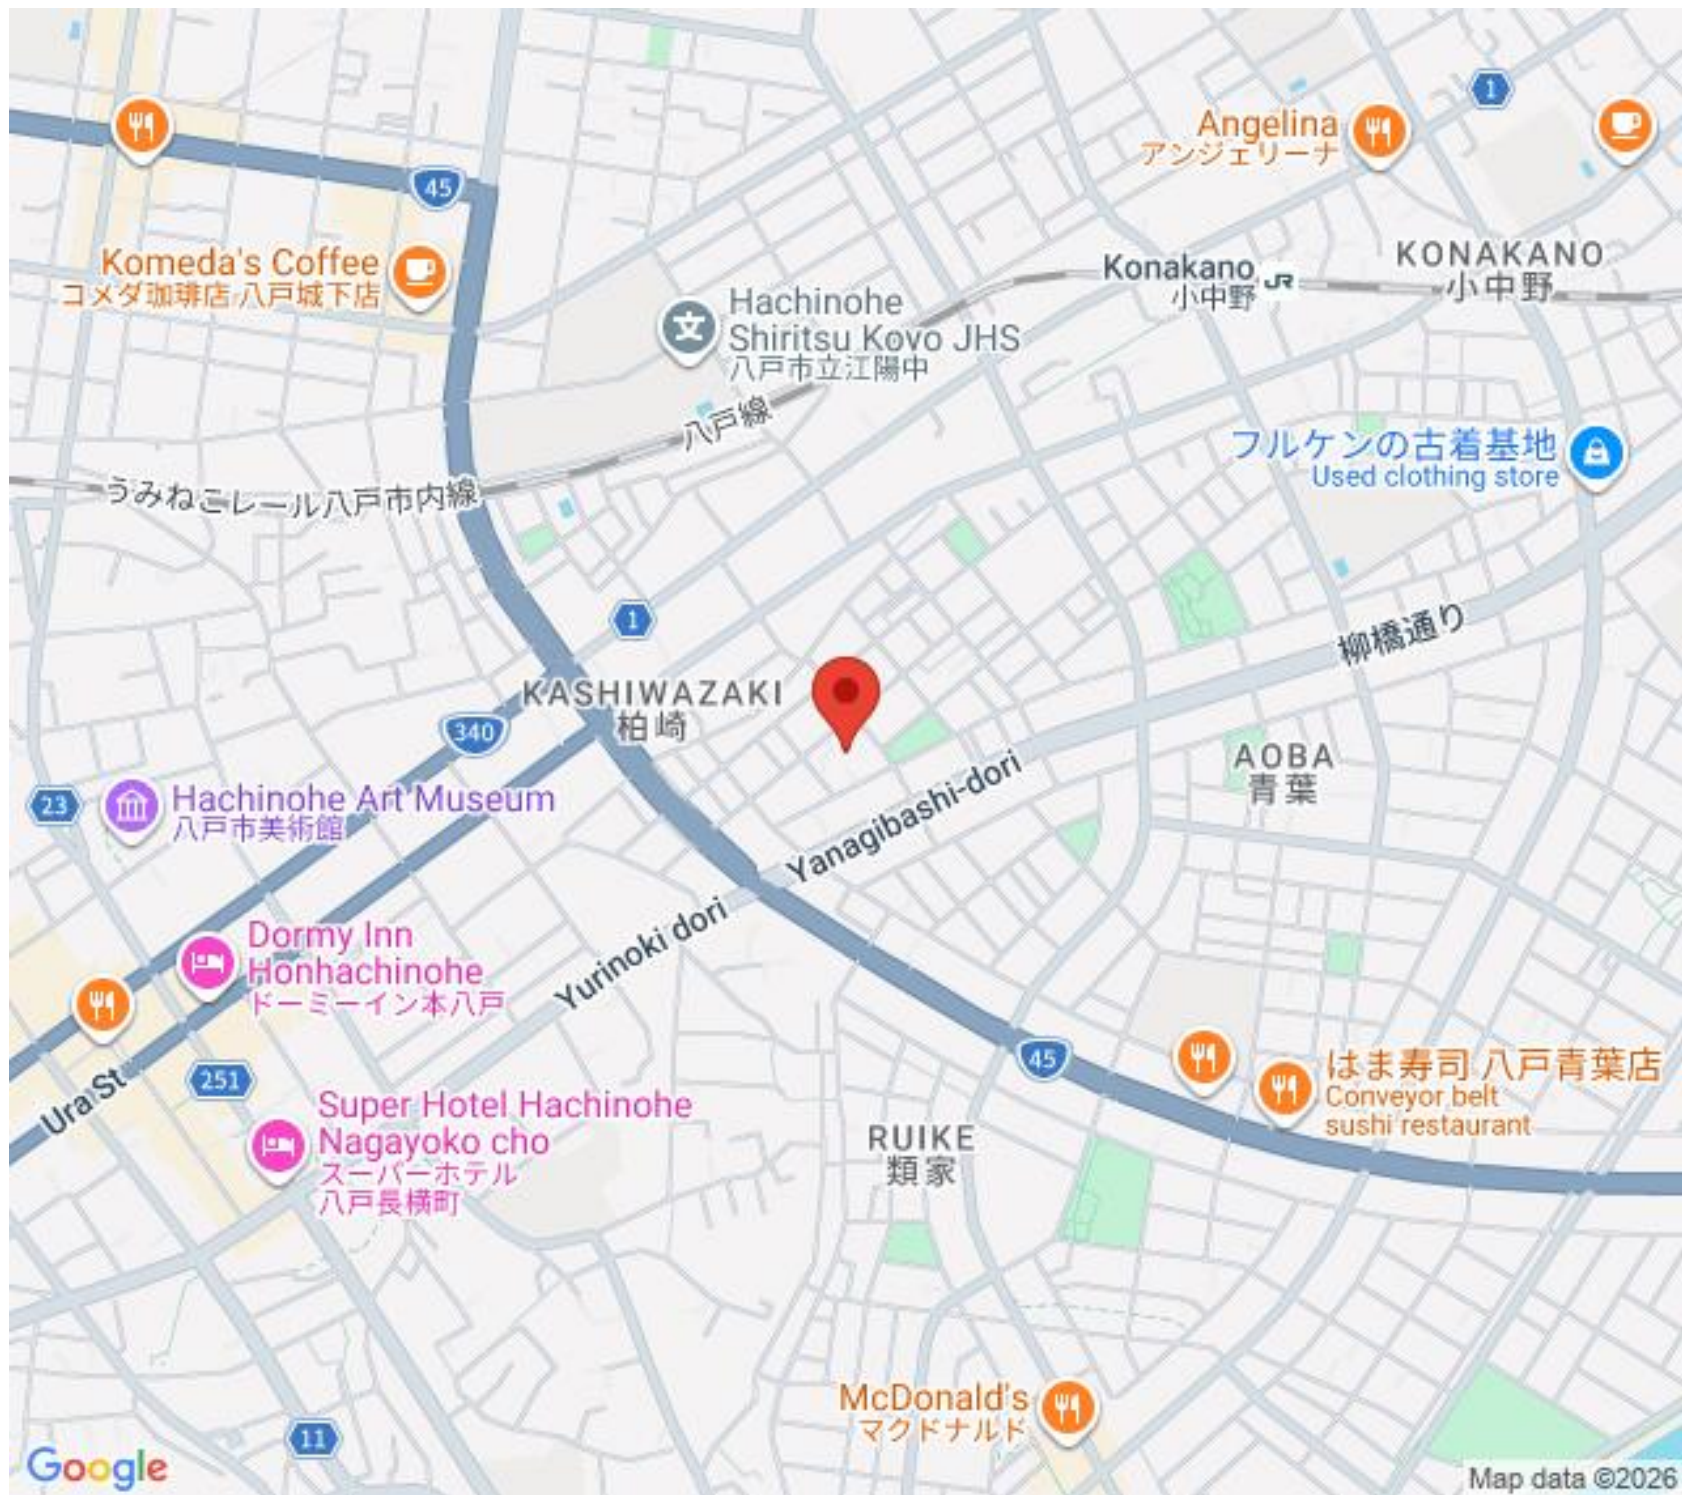 1
Angelina
アンジェリーナ
45
Komeda's Coffee
コメダ珈琲店 八戸城下店
Konakano
小中野
JR
KONAKANO
小中野
Hachinohe
Shiritsu Koyo JHS
八戸市立江陽中
八戸線
フルケンの古着基地
Used clothing store
うみねこレール八戸市内線
1
柳橋通り
KASHIWAZAKI
柏崎
340
AOBA
青葉
23
Hachinohe Art Museum
八戸市美術館
Yanagibashi-dori
Yurinoki dori
Dormy Inn
Honhachinohe
ドーミーイン本八戸
45
はま寿司 八戸青葉店
Conveyor belt
sushi restaurant
251
Ura St
Super Hotel Hachinohe
Nagayoko cho
スーパーホテル
八戸長横町
RUIKE
類家
McDonald's
マクドナルド
11
Google
Map data ©2026